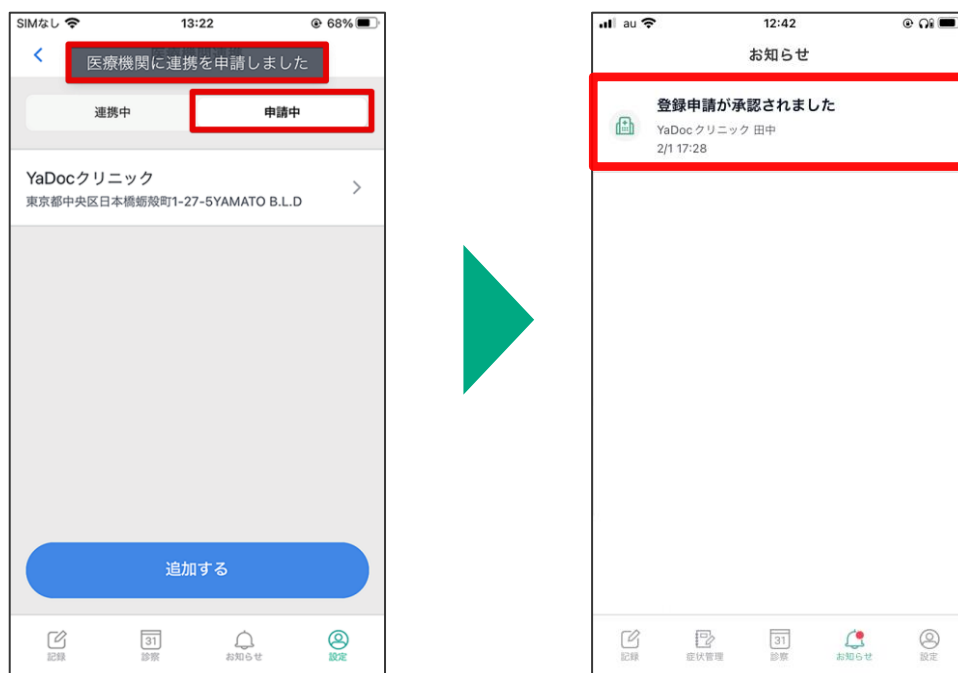 SIMなし 13:22 68%
医療機関に連携を申請しました
連携中 申請中
YaDocクリニック
東京都中央区日本橋蛎殻町1-27-5YAMATO B.L.D
追加する
記録 31 診察 お知らせ 設定
au 12:42
お知らせ
登録申請が承認されました
YaDoc クリニック 田中
2/1 17:28
記録 症状管理 31 診察 お知らせ 設定